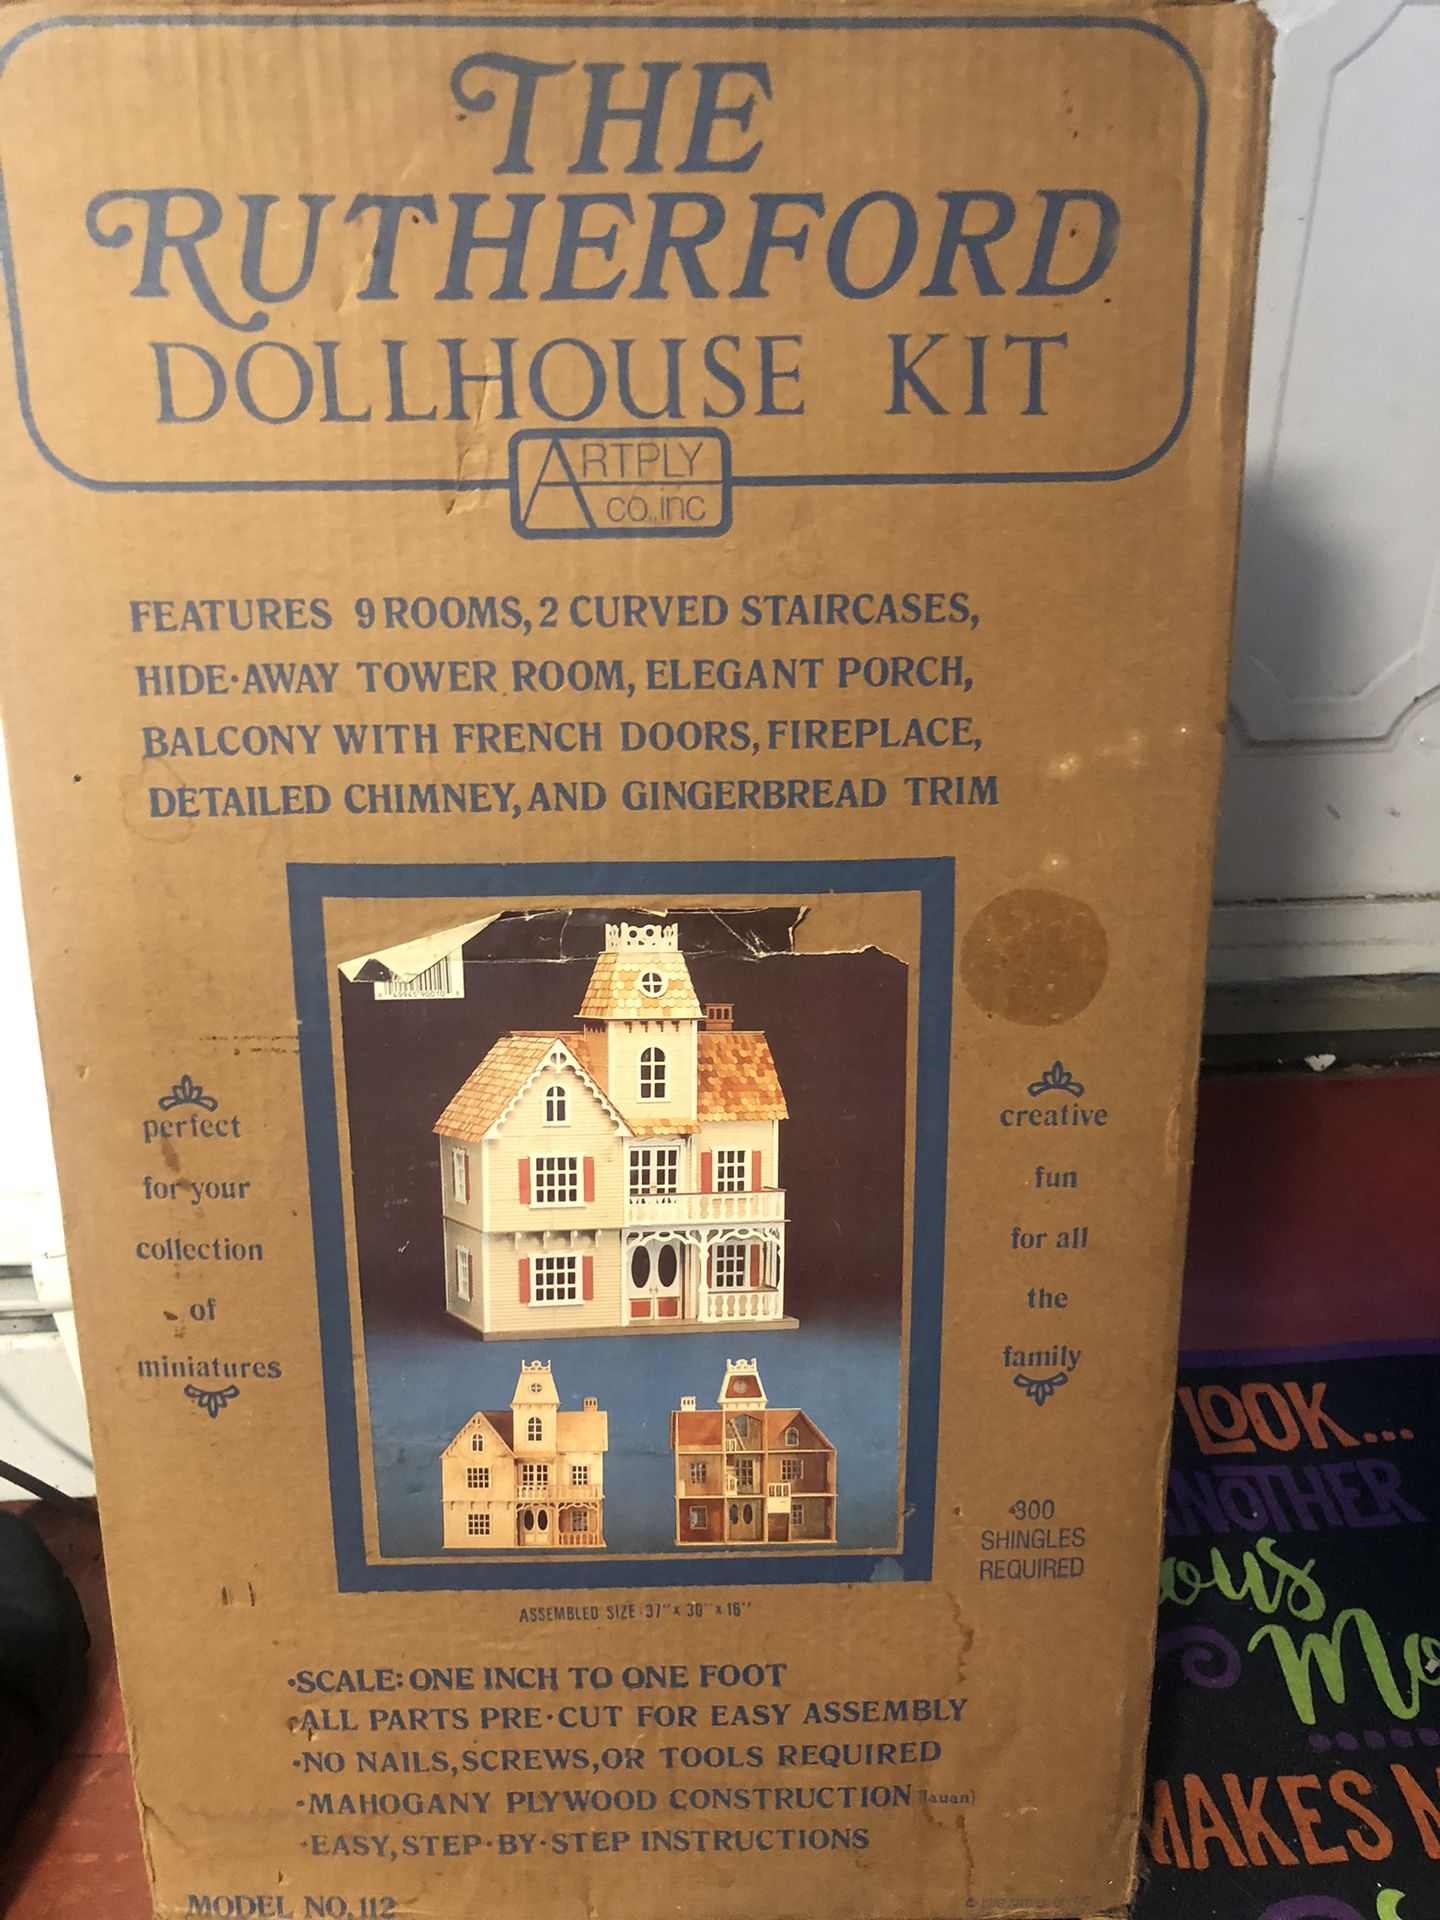 THE
RUTHERFORD
DOLLHOUSE KIT
ARTPLY
co., inc
FEATURES 9 ROOMS, 2 CURVED STAIRCASES,
HIDE·AWAY TOWER ROOM, ELEGANT PORCH,
BALCONY WITH FRENCH DOORS, FIREPLACE,
DETAILED CHIMNEY, AND GINGERBREAD TRIM
perfect
for your
collection
of
miniatures
creative
fun
for all
the
family
800
SHINGLES
REQUIRED
ASSEMBLED SIZE: 37" x 30" x 16"
·SCALE: ONE INCH TO ONE FOOT
·ALL PARTS PRE·CUT FOR EASY ASSEMBLY
·NO NAILS, SCREWS, OR TOOLS REQUIRED
·MAHOGANY PLYWOOD CONSTRUCTION (lauan)
·EASY, STEP·BY·STEP INSTRUCTIONS
MODEL NO. 112
LOOK...
MAKES